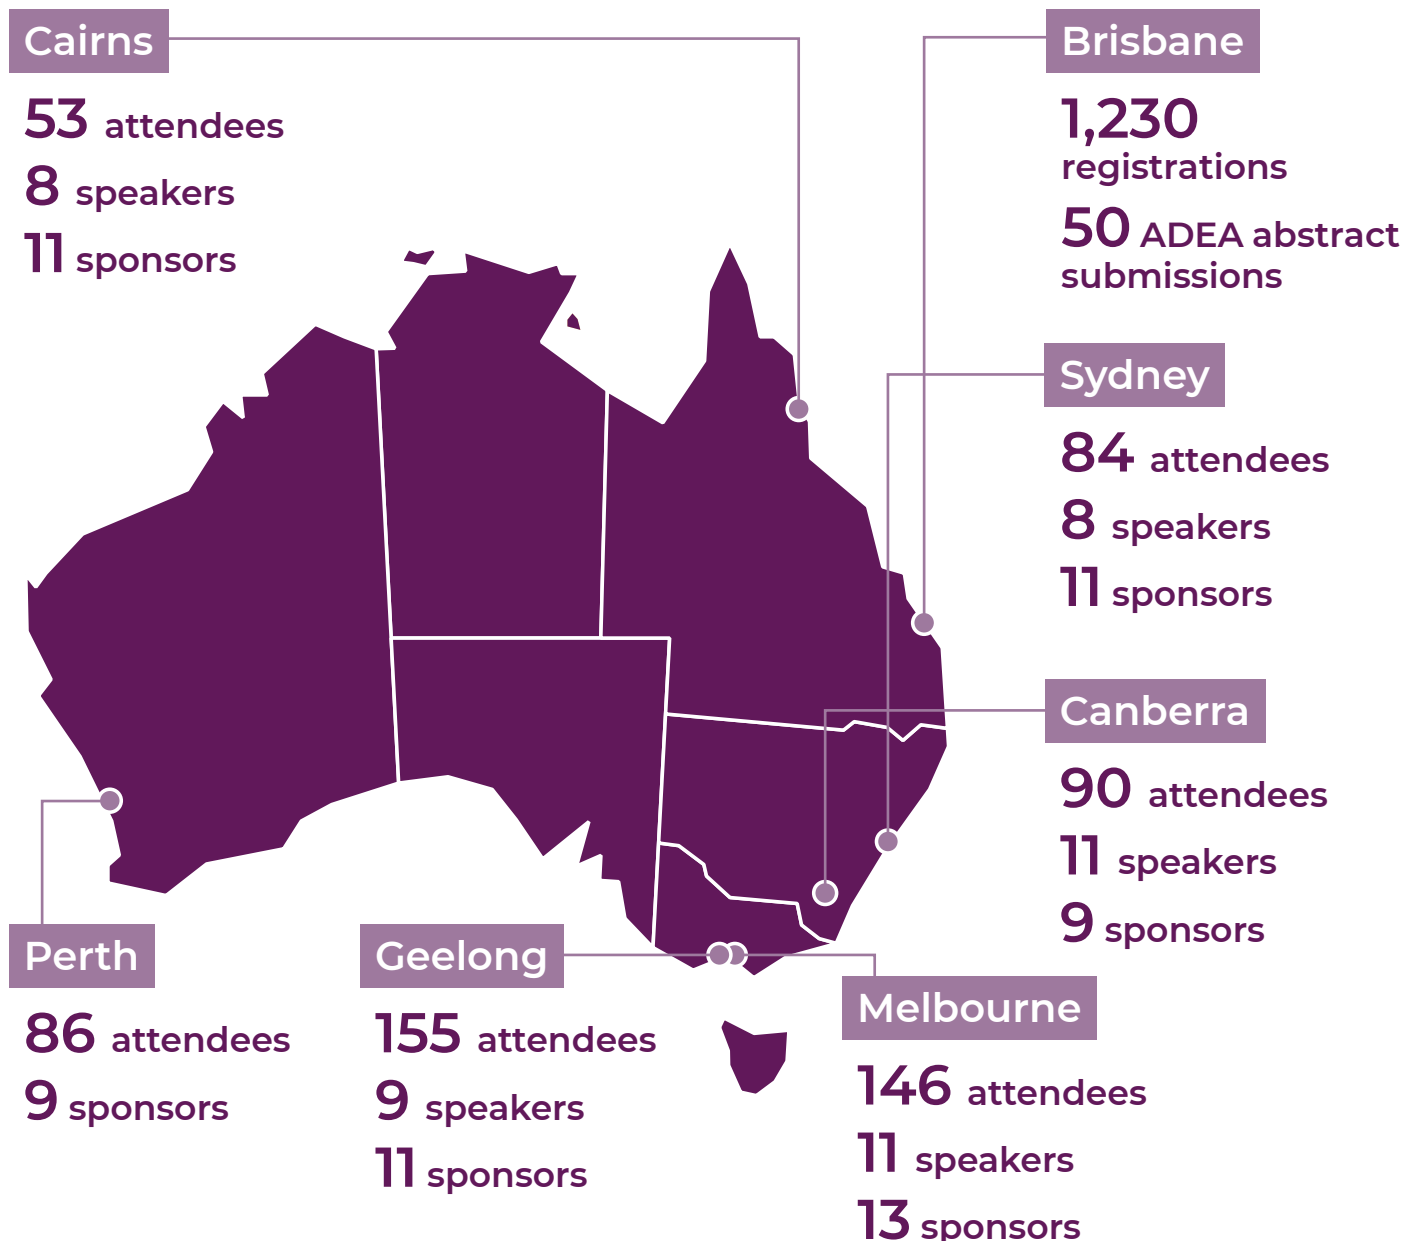 Cairns
53 attendees
8 speakers
11 sponsors
Brisbane
1,230
registrations
50 ADEA abstract
submissions
Sydney
84 attendees
8 speakers
11 sponsors
Canberra
90 attendees
11 speakers
9 sponsors
Perth
86 attendees
9 sponsors
Geelong
155 attendees
9 speakers
11 sponsors
Melbourne
146 attendees
11 speakers
13 sponsors